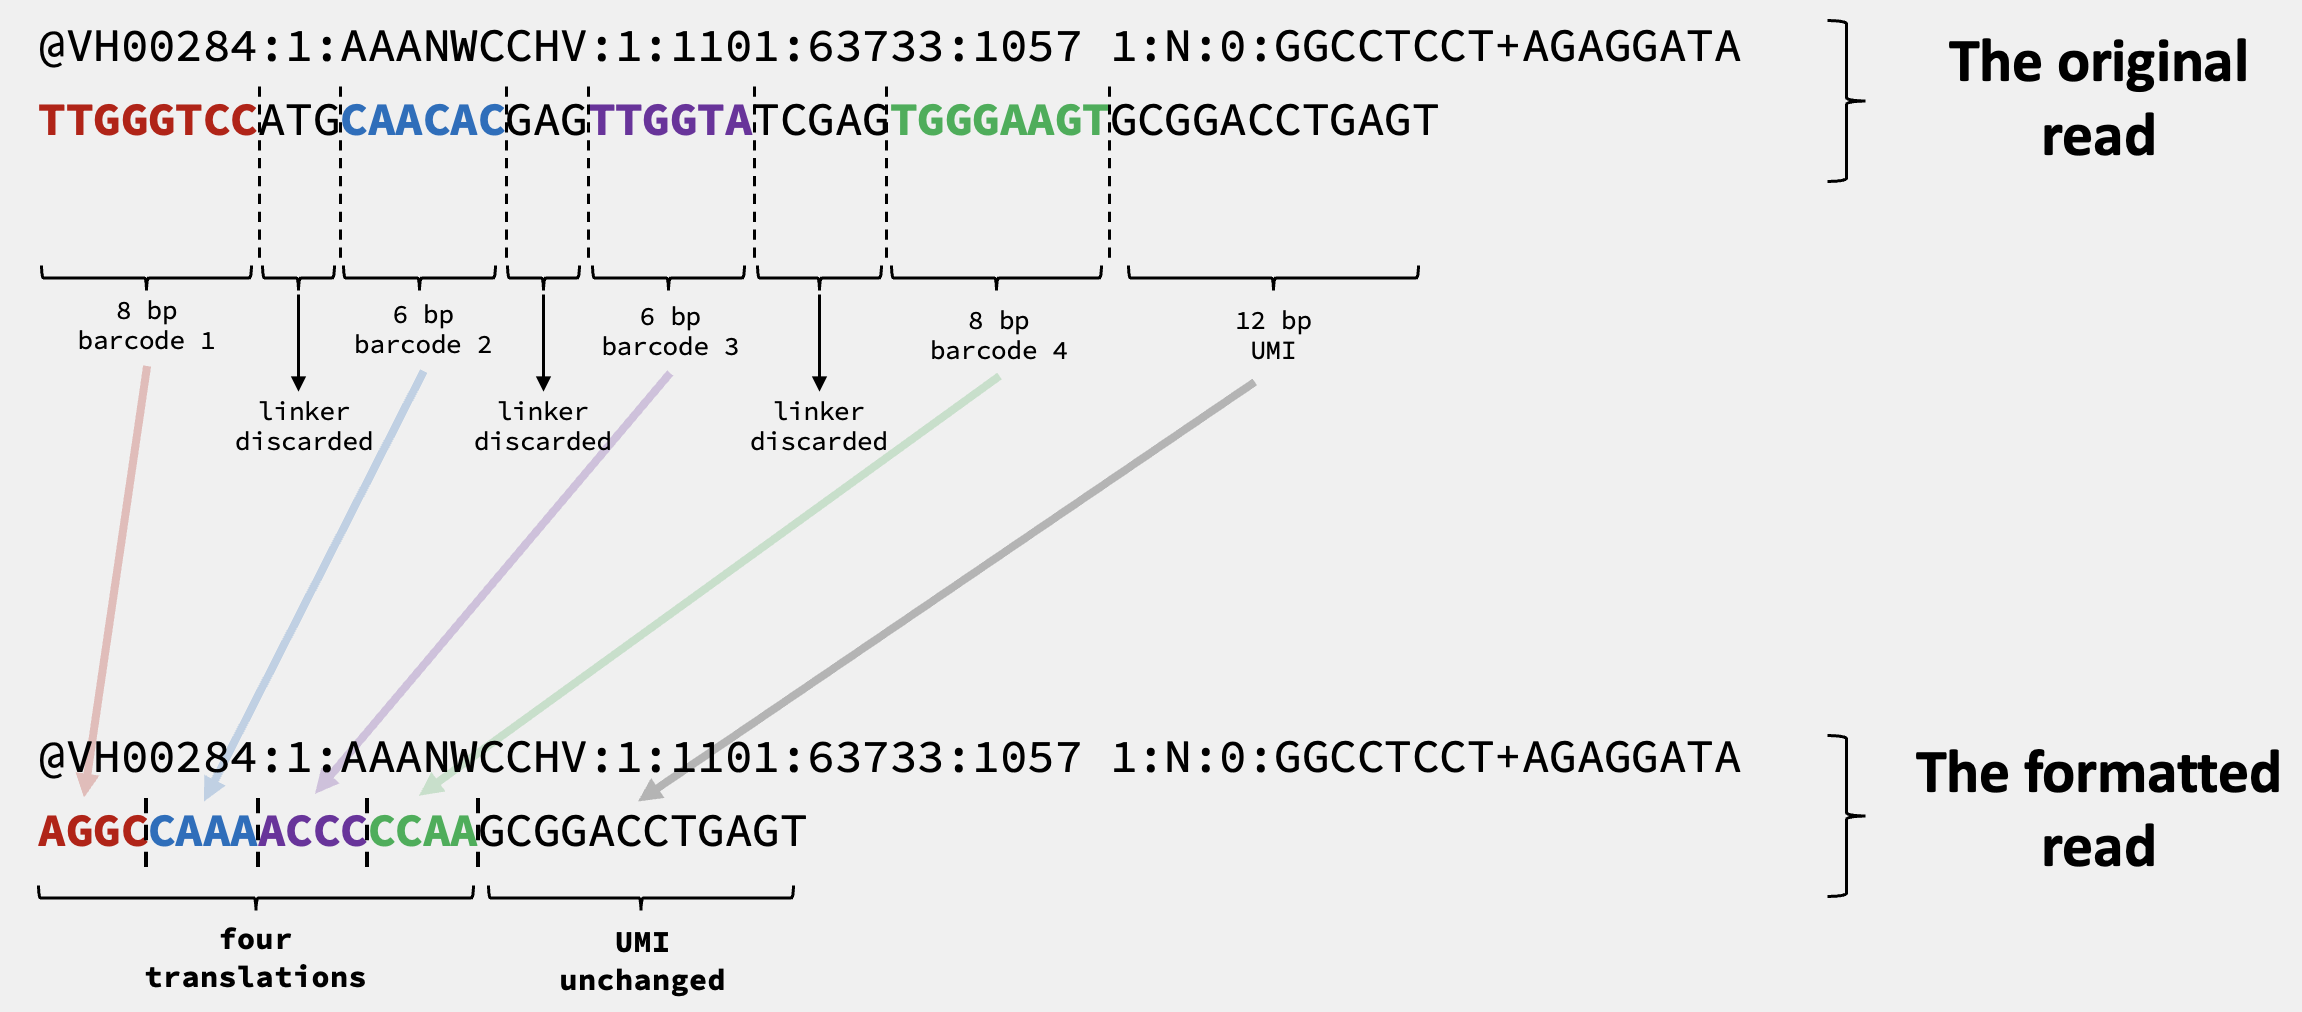 @VH00284:1:AAANWCCHV:1:1101:63733:1057 1:N:0:GGCCTCCT+AGAGGATA
TTGGGTCCATGCAACACGAGTTGGTATCGAGTGGGAAGTGCGGACCTGAGT
The original
read
8 bp
barcode 1
linker
discarded
6 bp
barcode 2
linker
discarded
6 bp
barcode 3
linker
discarded
8 bp
barcode 4
12 bp
UMI
@VH00284:1:AAANWCCHV:1:1101:63733:1057 1:N:0:GGCCTCCT+AGAGGATA
AGGCCAAAACCCCCAAGCGGACCTGAGT
The formatted
read
four
translations
UMI
unchanged